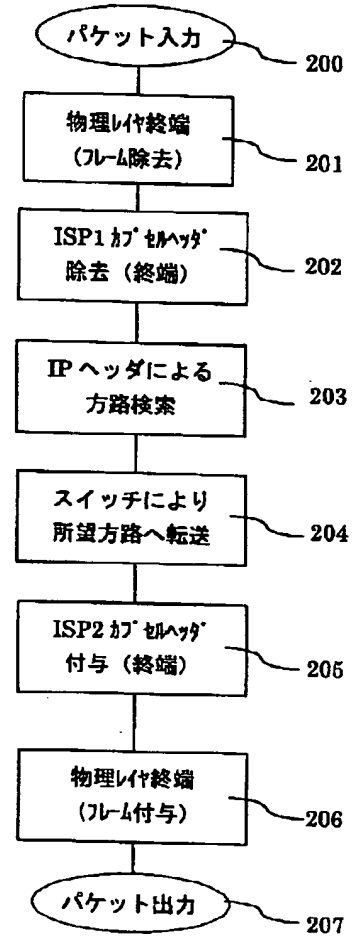 パケット入力
200
物理ﾚｲﾔ終端
(ﾌﾚｰﾑ除去)
201
ISP1 ｶﾌﾟｾﾙﾍｯﾀﾞ
除去（終端）
202
IP ヘッダによる
方路検索
203
スイッチにより
所望方路へ転送
204
ISP2 ｶﾌﾟｾﾙﾍｯﾀﾞ
付与（終端）
205
物理ﾚｲﾔ終端
(ﾌﾚｰﾑ付与)
206
パケット出力
207